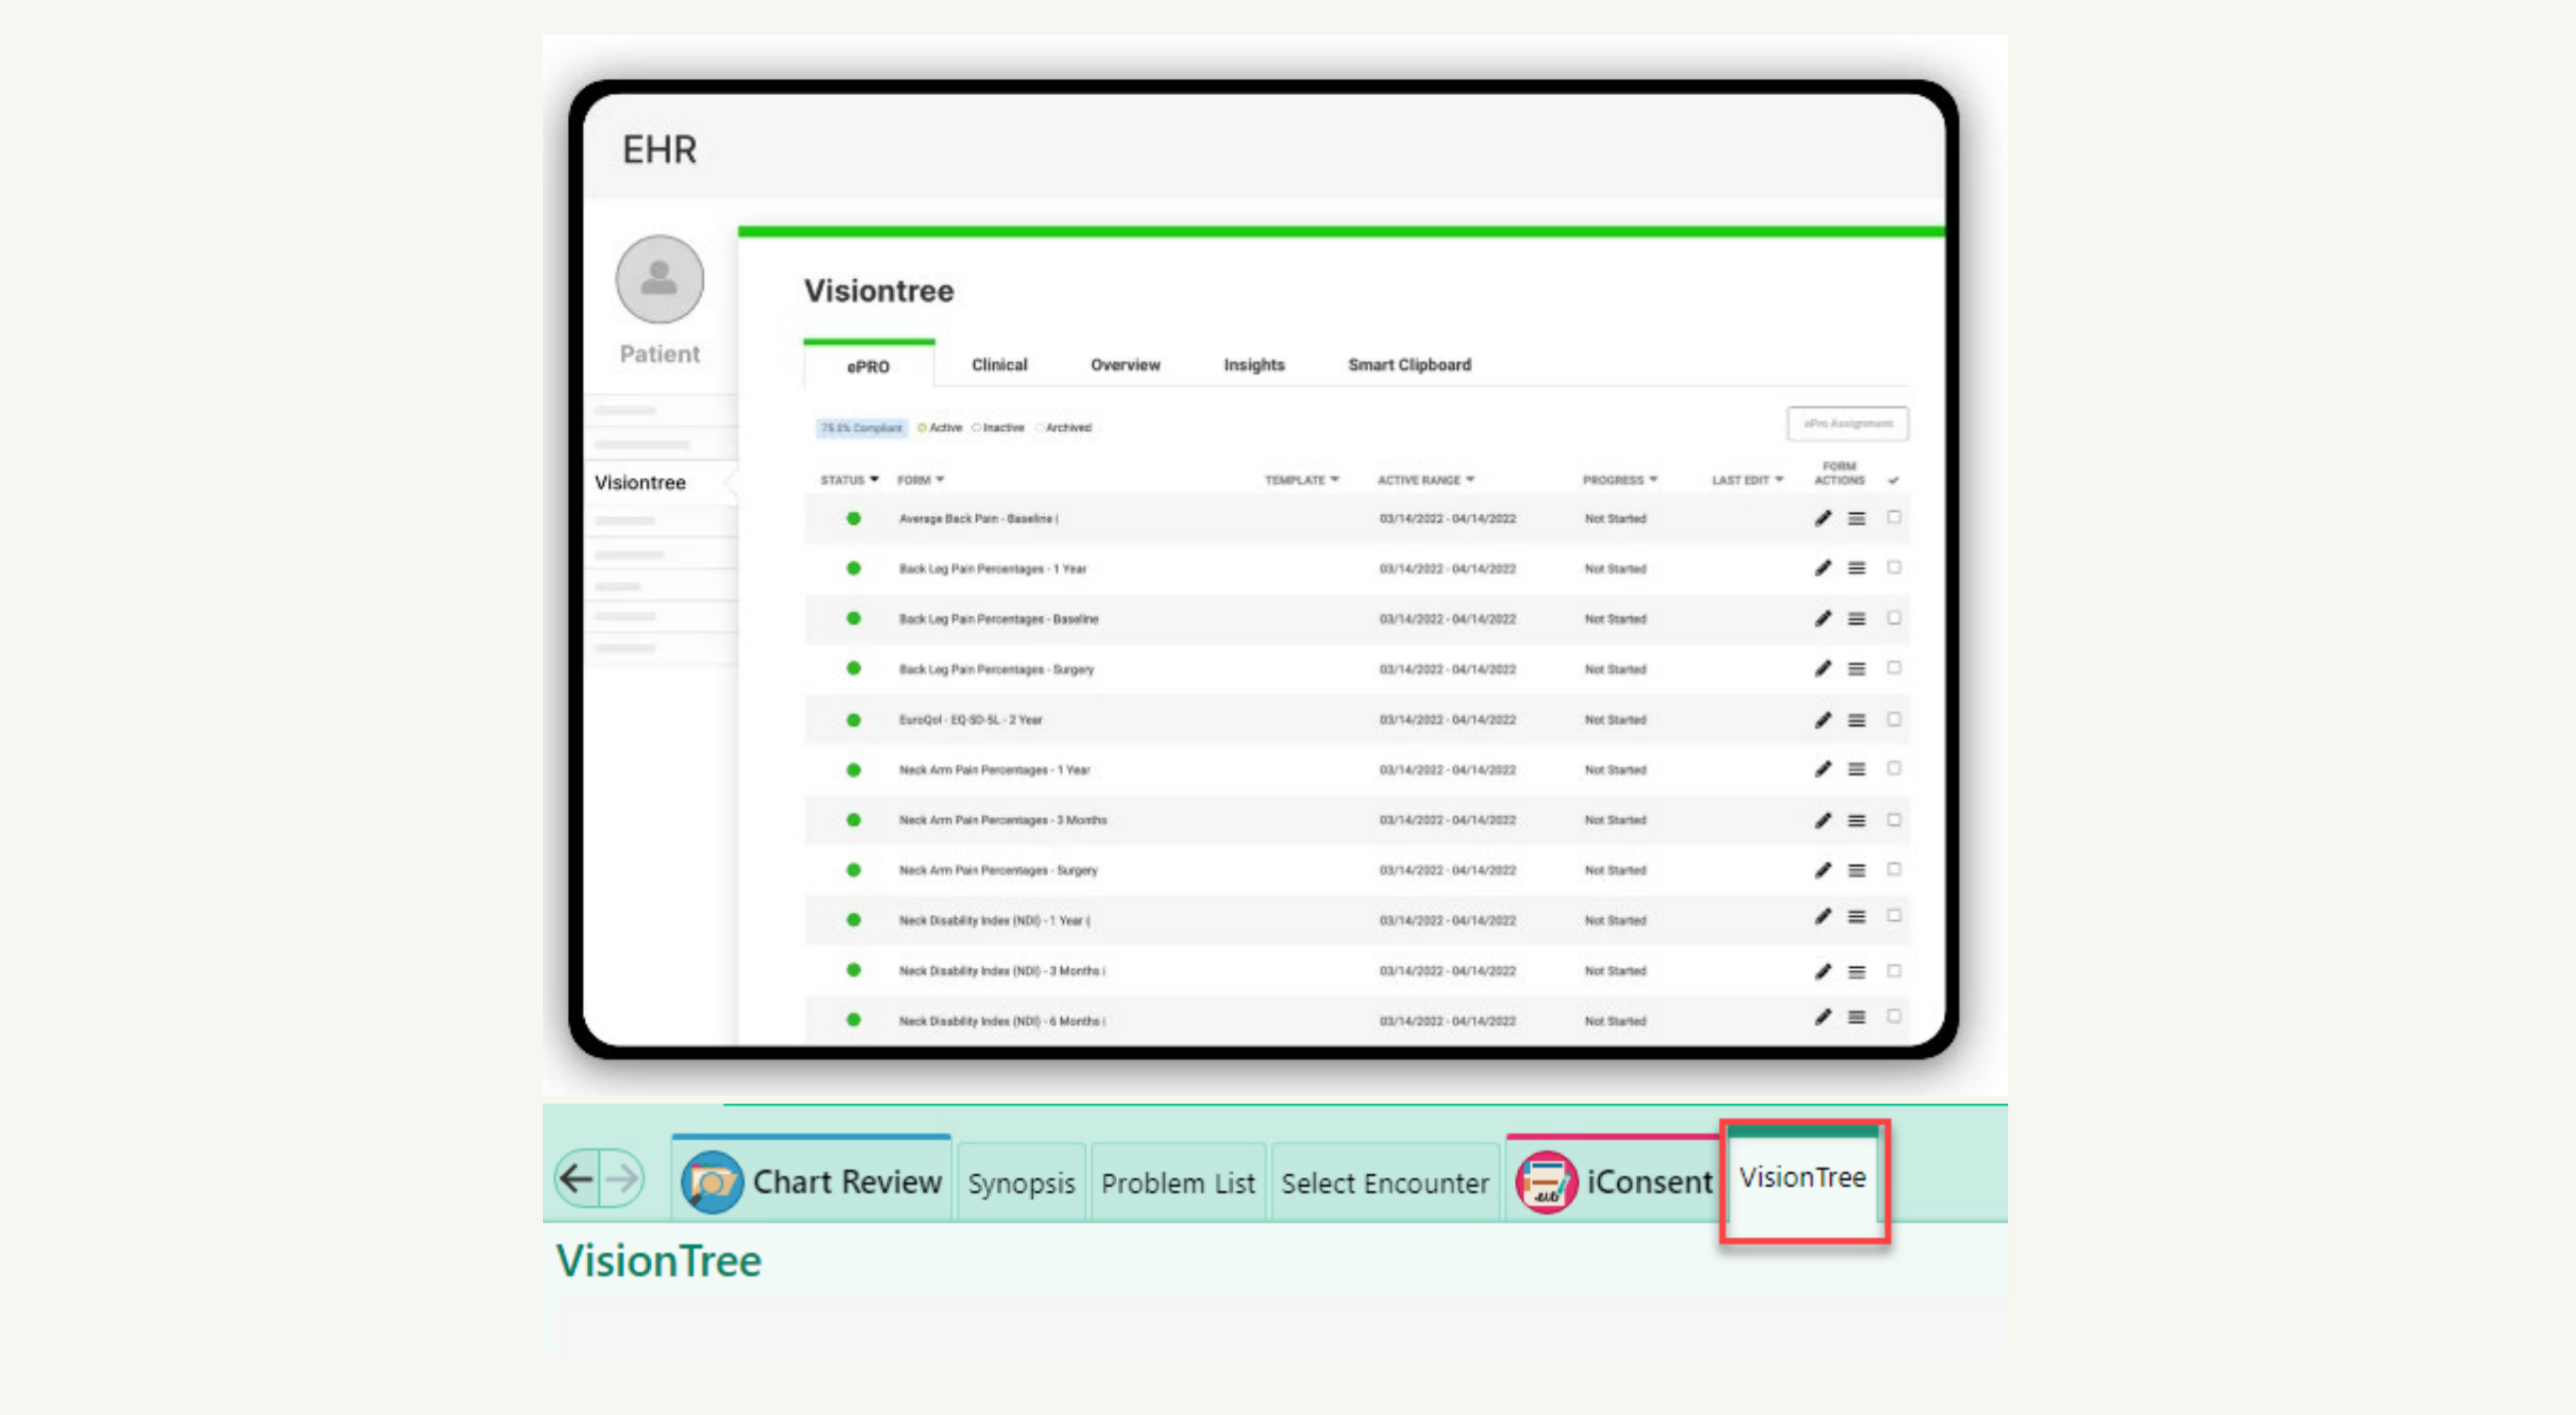 EHR
Patient
Visiontree
Visiontree
ePRO Clinical Overview Insights Smart Clipboard
Compliant Active Inactive Archived
ePro Assignment
STATUS FORM TEMPLATE ACTIVE RANGE PROGRESS LAST EDIT FORM ACTIONS
Average Back Pain - Baseline ( 03/14/2022 - 04/14/2022 Not Started
Back Leg Pain Percentages - 1 Year 03/14/2022 - 04/14/2022 Not Started
Back Leg Pain Percentages - Baseline 03/14/2022 - 04/14/2022 Not Started
Back Leg Pain Percentages - Surgery 03/14/2022 - 04/14/2022 Not Started
EuroQol - EQ-5D-5L - 2 Year 03/14/2022 - 04/14/2022 Not Started
Neck Arm Pain Percentages - 1 Year 03/14/2022 - 04/14/2022 Not Started
Neck Arm Pain Percentages - 3 Months 03/14/2022 - 04/14/2022 Not Started
Neck Arm Pain Percentages - Surgery 03/14/2022 - 04/14/2022 Not Started
Neck Disability Index (NDI) - 1 Year ( 03/14/2022 - 04/14/2022 Not Started
Neck Disability Index (NDI) - 3 Months ( 03/14/2022 - 04/14/2022 Not Started
Neck Disability Index (NDI) - 6 Months ( 03/14/2022 - 04/14/2022 Not Started
Chart Review Synopsis Problem List Select Encounter iConsent VisionTree
VisionTree